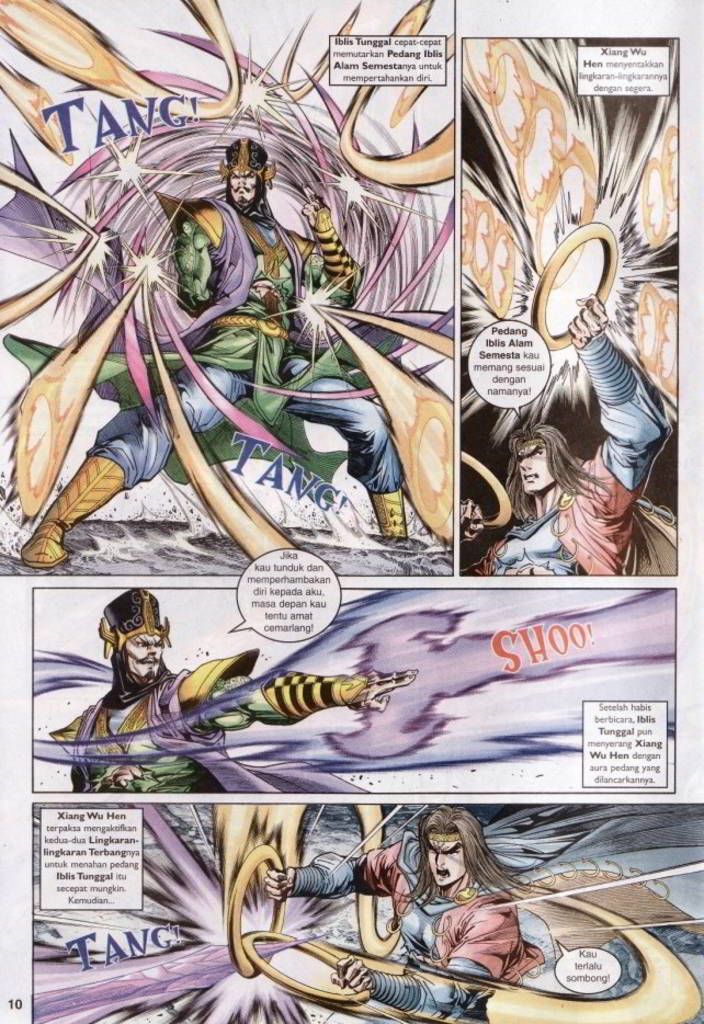 Iblis Tunggal cepat-cepat
memutarkan Pedang Iblis
Alam Semestanya untuk
mempertahankan diri.
TANG!
TANG!
Xiang Wu
Hen menyentakkan
lingkaran-lingkarannya
dengan segera.
Pedang
Iblis Alam
Semesta kau
memang sesuai
dengan
namanya!
Jika
kau tunduk dan
memperhambakan
diri kepada aku,
masa depan kau
tentu amat
cemarlang!
SHOO!
Setelah habis
berbicara, Iblis
Tunggal pun
menyerang Xiang
Wu Hen dengan
aura pedang yang
dilancarkannya.
Xiang Wu Hen
terpaksa mengaktifkan
kedua-dua Lingkaran-
lingkaran Terbangnya
untuk menahan pedang
Iblis Tunggal itu
secepat mungkin.
Kemudian...
TANG!
Kau
terlalu
sombong!
10